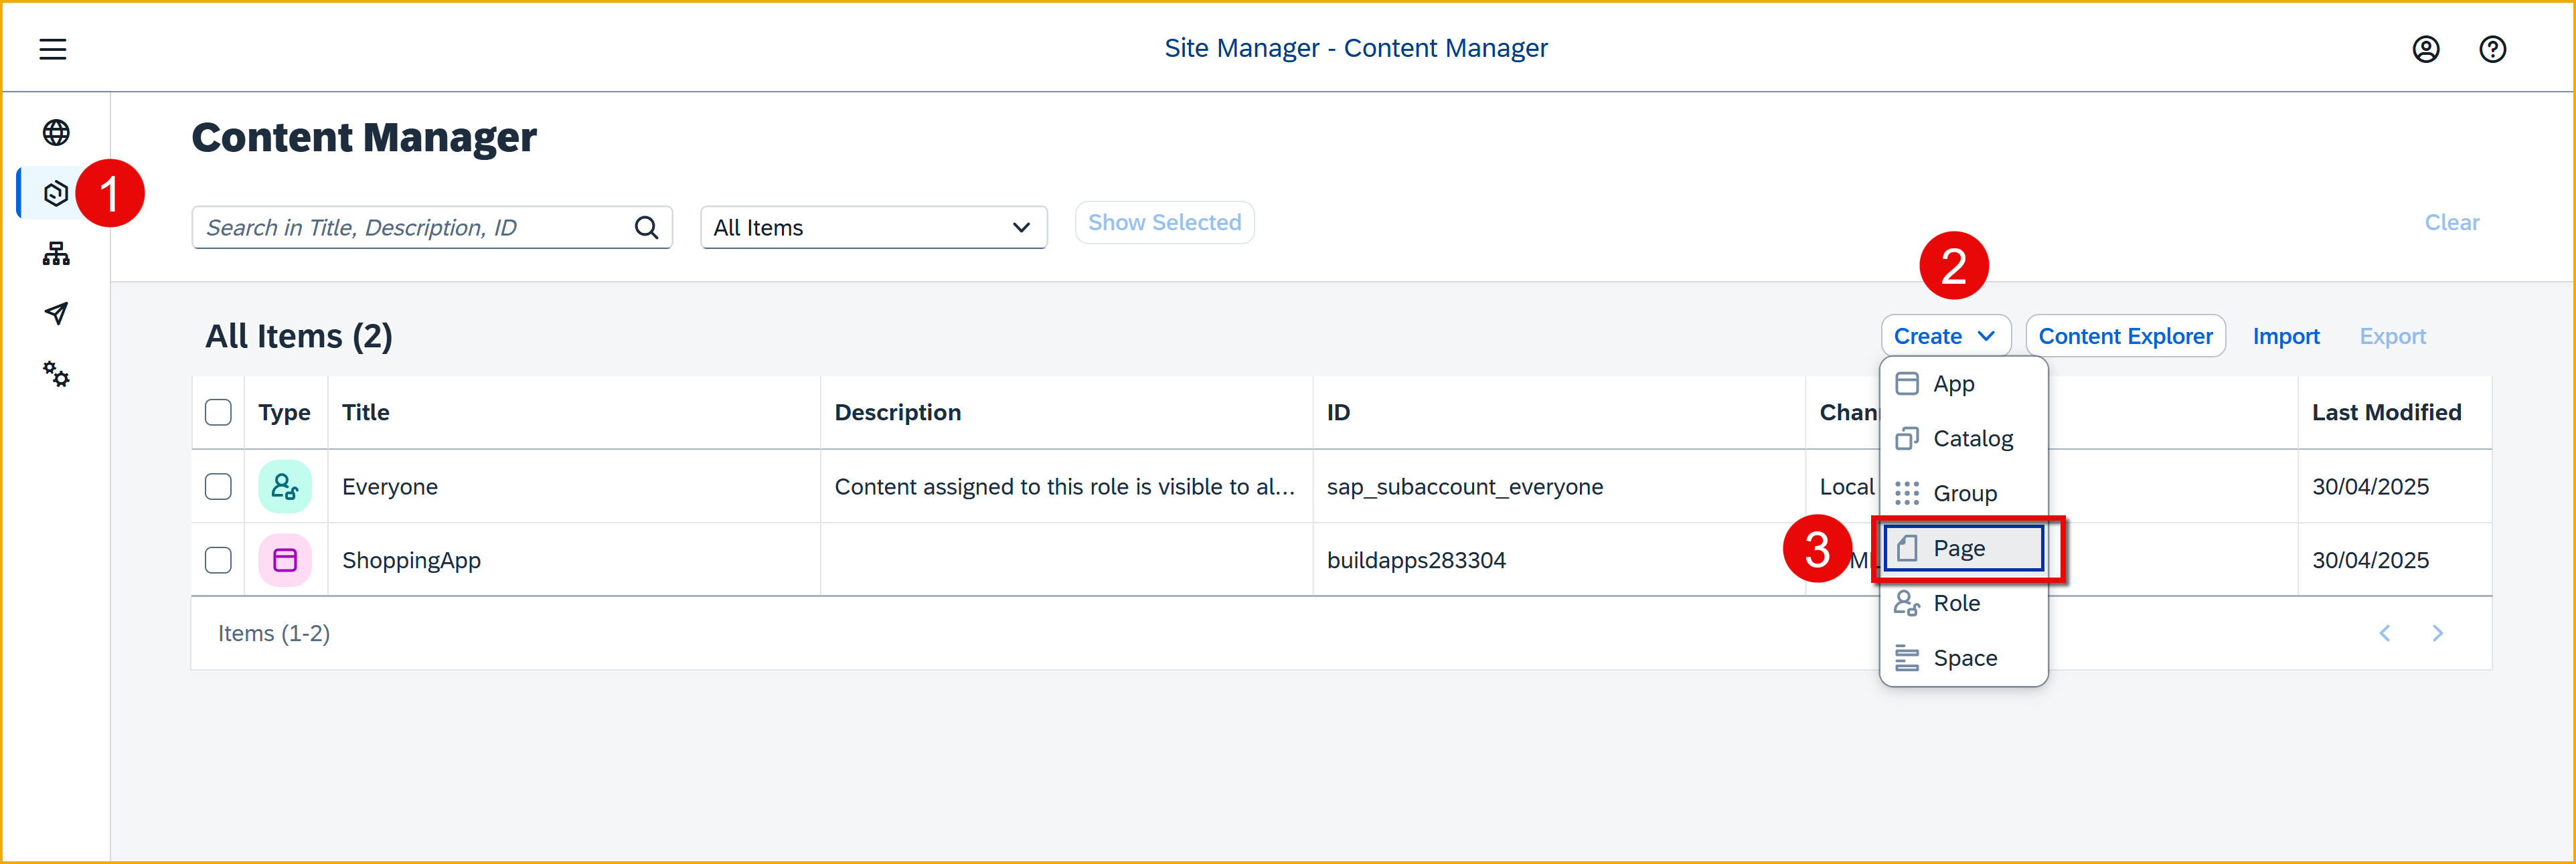 Site Manager - Content Manager
Content Manager
1
Search in Title, Description, ID
All Items
Show Selected
Clear
2
All Items (2)
Create
Content Explorer
Import
Export
Type
Title
Description
ID
Chan
Last Modified
Everyone
Content assigned to this role is visible to al...
sap_subaccount_everyone
Local
30/04/2025
ShoppingApp
buildapps283304
30/04/2025
App
Catalog
Group
3
Page
Role
Space
Items (1-2)